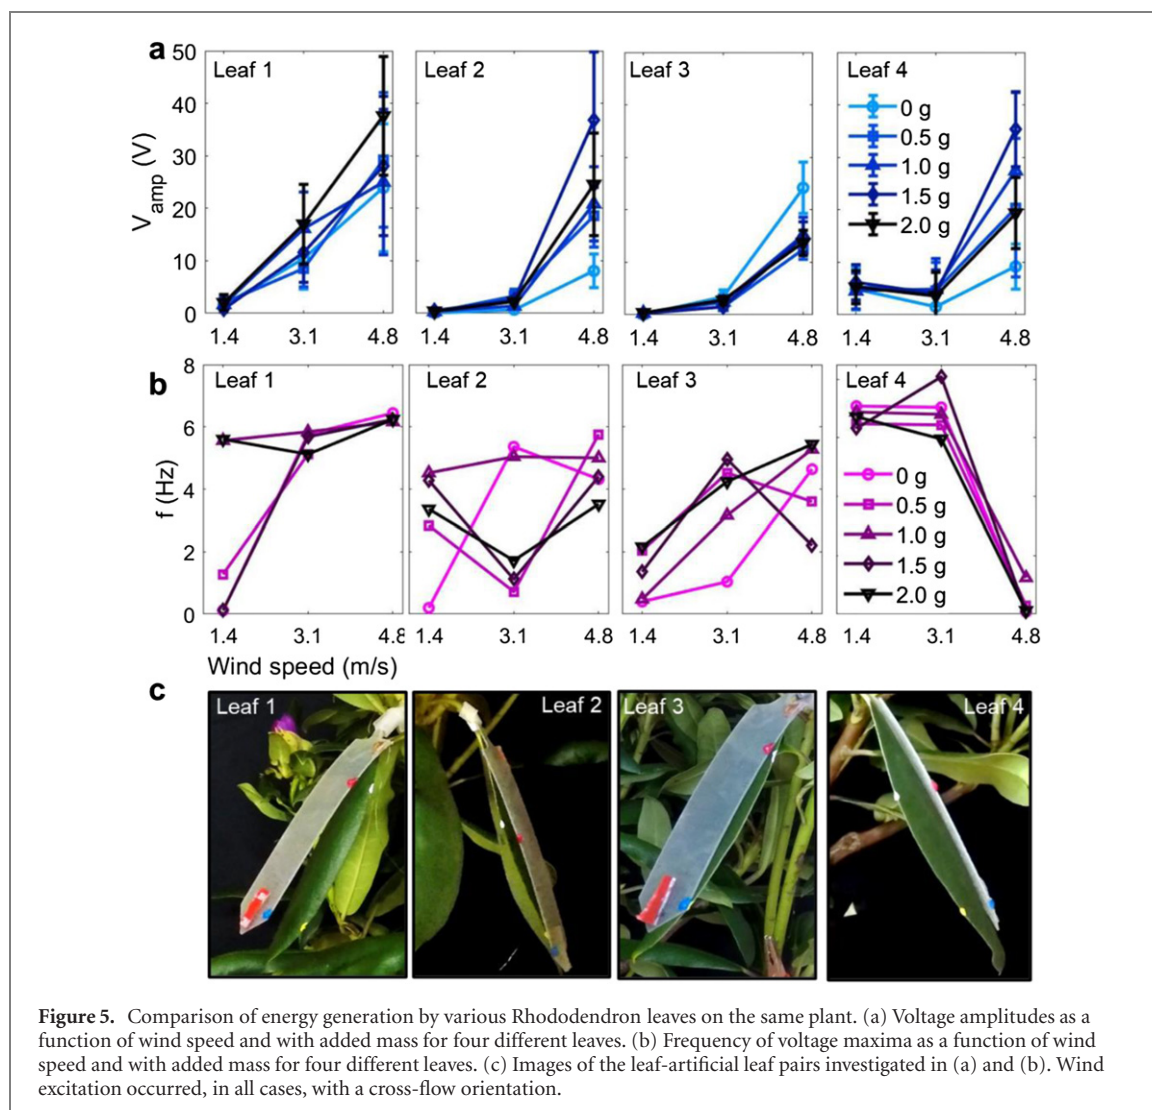 a
50
40
30
20
10
0
V amp (V)
Leaf 1
Leaf 2
Leaf 3
Leaf 4
0 g
0.5 g
1.0 g
1.5 g
2.0 g
1.4 3.1 4.8
1.4 3.1 4.8
1.4 3.1 4.8
1.4 3.1 4.8
b
8
6
4
2
0
f (Hz)
Leaf 1
Leaf 2
Leaf 3
Leaf 4
0 g
0.5 g
1.0 g
1.5 g
2.0 g
1.4 3.1 4.8
1.4 3.1 4.8
1.4 3.1 4.8
1.4 3.1 4.8
Wind speed (m/s)
c
Leaf 1
Leaf 2
Leaf 3
Leaf 4
Figure 5. Comparison of energy generation by various Rhododendron leaves on the same plant. (a) Voltage amplitudes as a
function of wind speed and with added mass for four different leaves. (b) Frequency of voltage maxima as a function of wind
speed and with added mass for four different leaves. (c) Images of the leaf-artificial leaf pairs investigated in (a) and (b). Wind
excitation occurred, in all cases, with a cross-flow orientation.